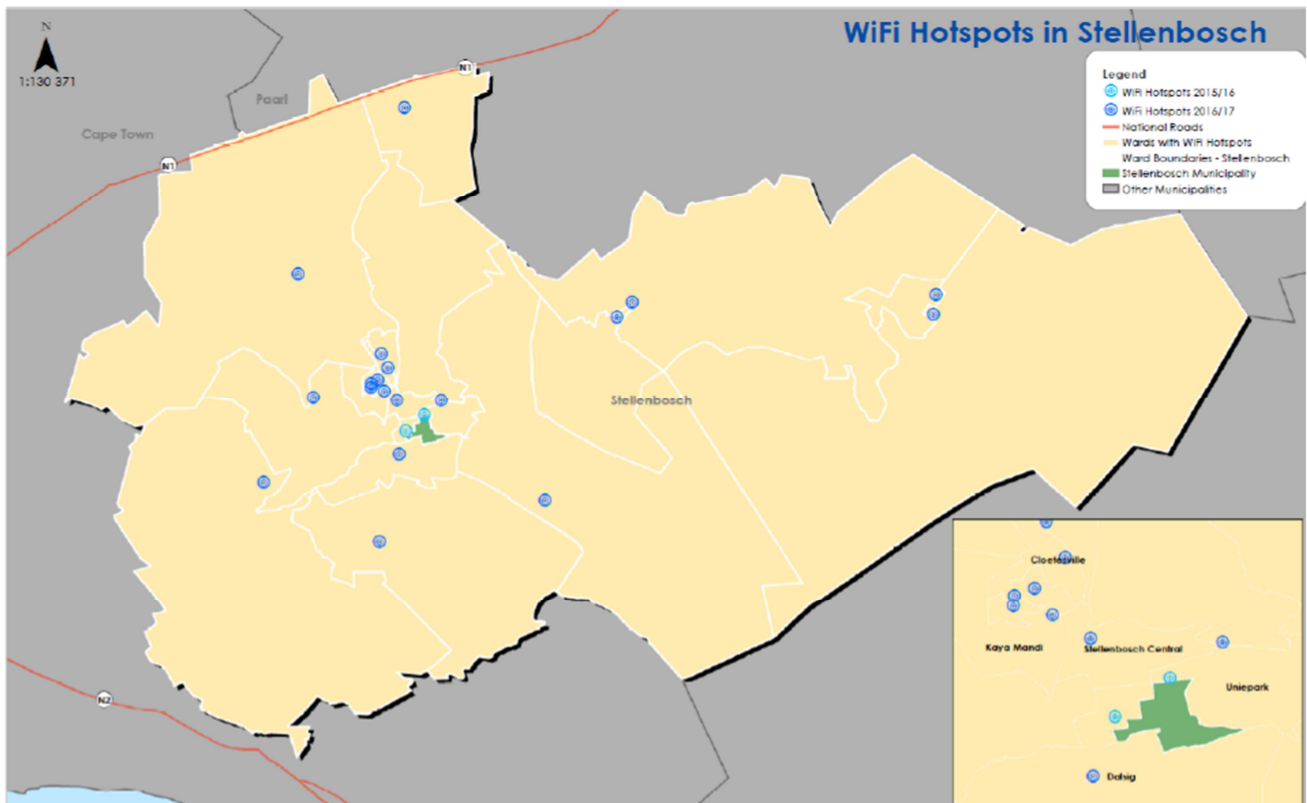 WiFi Hotspots in Stellenbosch
N
1:130 371
Legend
WiFi Hotspots 2015/16
WiFi Hotspots 2016/17
National Roads
Wards with WiFi Hotspots
Ward Boundaries - Stellenbosch
Stellenbosch Municipality
Other Municipalities
N1
Paarl
Cape Town
N1
Stellenbosch
N2
Cloetesville
Kaya Mandi
Stellenbosch Central
Uniepark
Dalsig